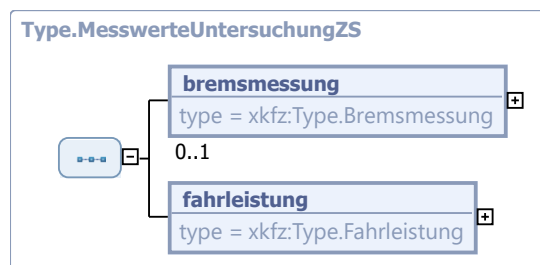 Type.MesswerteUntersuchungZS
bremsmessung
type = xkfz:Type.Bremsmessung
0..1
fahrleistung
type = xkfz:Type.Fahrleistung